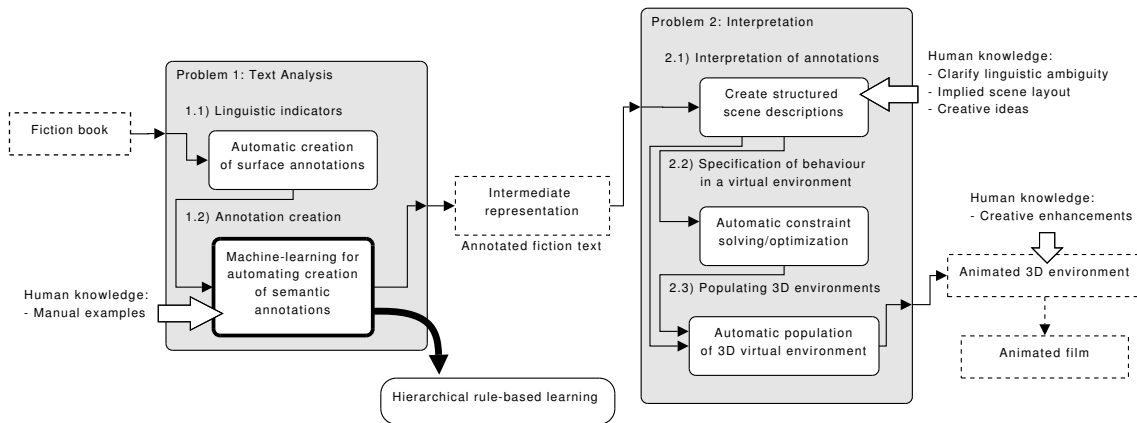 Problem 1: Text Analysis
1.1) Linguistic indicators
Fiction book
Automatic creation
of surface annotations
1.2) Annotation creation
Machine-learning for
automating creation
of semantic
annotations
Human knowledge:
- Manual examples
Intermediate
representation
Annotated fiction text
Hierarchical rule-based learning
Problem 2: Interpretation
2.1) Interpretation of annotations
Create structured
scene descriptions
Human knowledge:
- Clarify linguistic ambiguity
- Implied scene layout
- Creative ideas
2.2) Specification of behaviour
in a virtual environment
Automatic constraint
solving/optimization
2.3) Populating 3D environments
Automatic population
of 3D virtual environment
Human knowledge:
- Creative enhancements
Animated 3D environment
Animated film